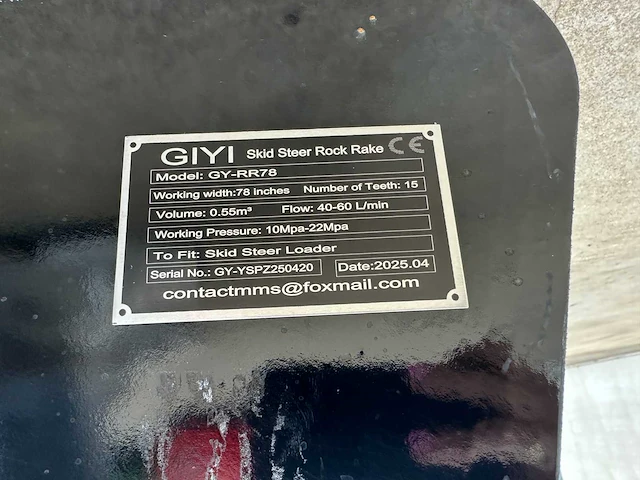 GIYI Skid Steer Rock Rake CE
Model: GY-RR78
Working width:78 inches Number of Teeth: 15
Volume: 0.55m³ Flow: 40-60 L/min
Working Pressure: 10Mpa-22Mpa
To Fit: Skid Steer Loader
Serial No.: GY-YSPZ250420 Date:2025.04
contactmms@foxmail.com